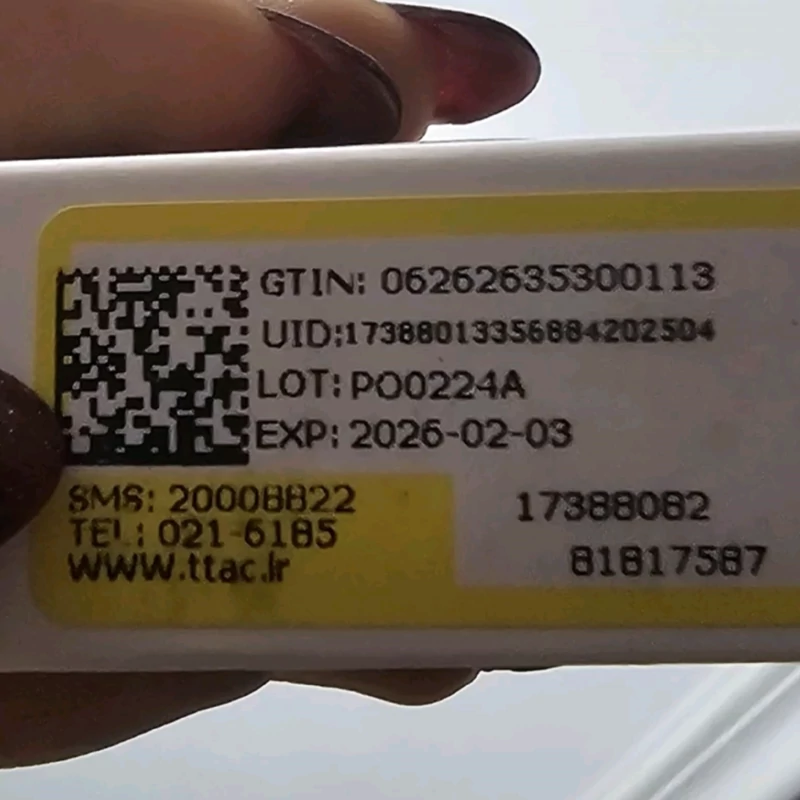 GTIN: 06262635300113
UID:17388013356884202504
LOT: PO0224A
EXP: 2026-02-03
SMS: 20008822
TEL: 021-6185
WWW.ttac.ir
17388082
81817587